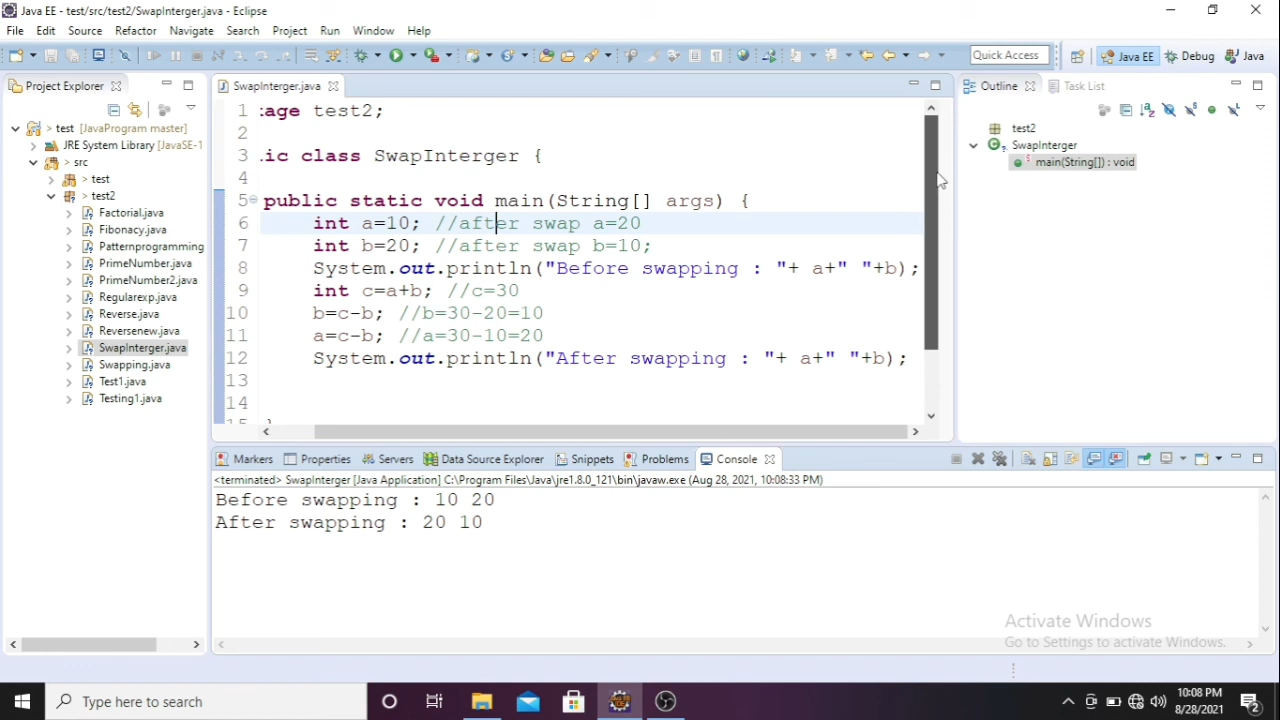 Java EE - test/src/test2/SwapInterger.java - Eclipse
File Edit Source Refactor Navigate Search Project Run Window Help
Quick Access Java EE Debug Java
Project Explorer
> test [JavaProgram master]
JRE System Library [JavaSE-1
> src
> test
> test2
Factorial.java
Fibonacy.java
Patternprogramming
PrimeNumber.java
PrimeNumber2.java
Regularexp.java
Reverse.java
Reversenew.java
SwapInterger.java
Swapping.java
Test1.java
Testing1.java
SwapInterger.java
1 age test2;
2
3 ic class SwapInterger {
4
5 public static void main(String[] args) {
6 int a=10; //after swap a=20
7 int b=20; //after swap b=10;
8 System.out.println("Before swapping : "+ a+" "+b);
9 int c=a+b; //c=30
10 b=c-b; //b=30-20=10
11 a=c-b; //a=30-10=20
12 System.out.println("After swapping : "+ a+" "+b);
13
14
15 }
Outline Task List
test2
SwapInterger
main(String[]) : void
Markers Properties Servers Data Source Explorer Snippets Problems Console
<terminated> SwapInterger [Java Application] C:\Program Files\Java\jre1.8.0_121\bin\javaw.exe (Aug 28, 2021, 10:08:33 PM)
Before swapping : 10 20
After swapping : 20 10
Activate Windows
Go to Settings to activate Windows.
Type here to search
10:08 PM
8/28/2021
2